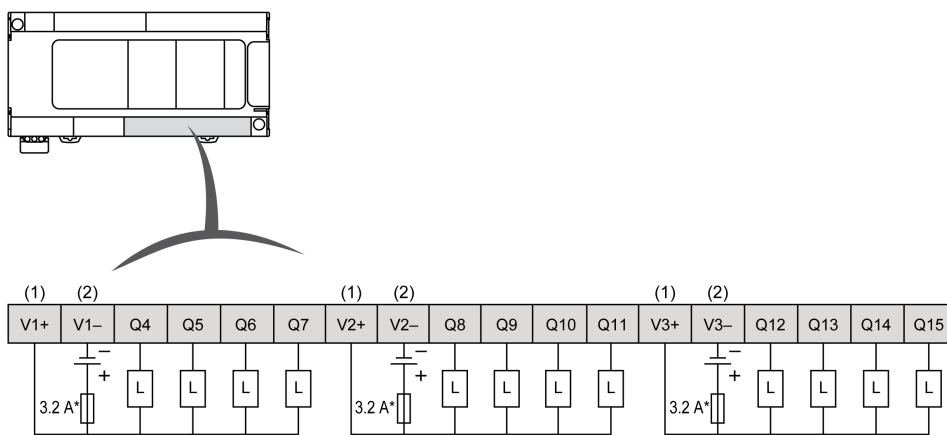 (1) (2) (1) (2) (1) (2)
V1+ V1– Q4 Q5 Q6 Q7 V2+ V2– Q8 Q9 Q10 Q11 V3+ V3– Q12 Q13 Q14 Q15
– – –
+ L L L L + L L L L + L L L L
3.2 A* 3.2 A* 3.2 A*